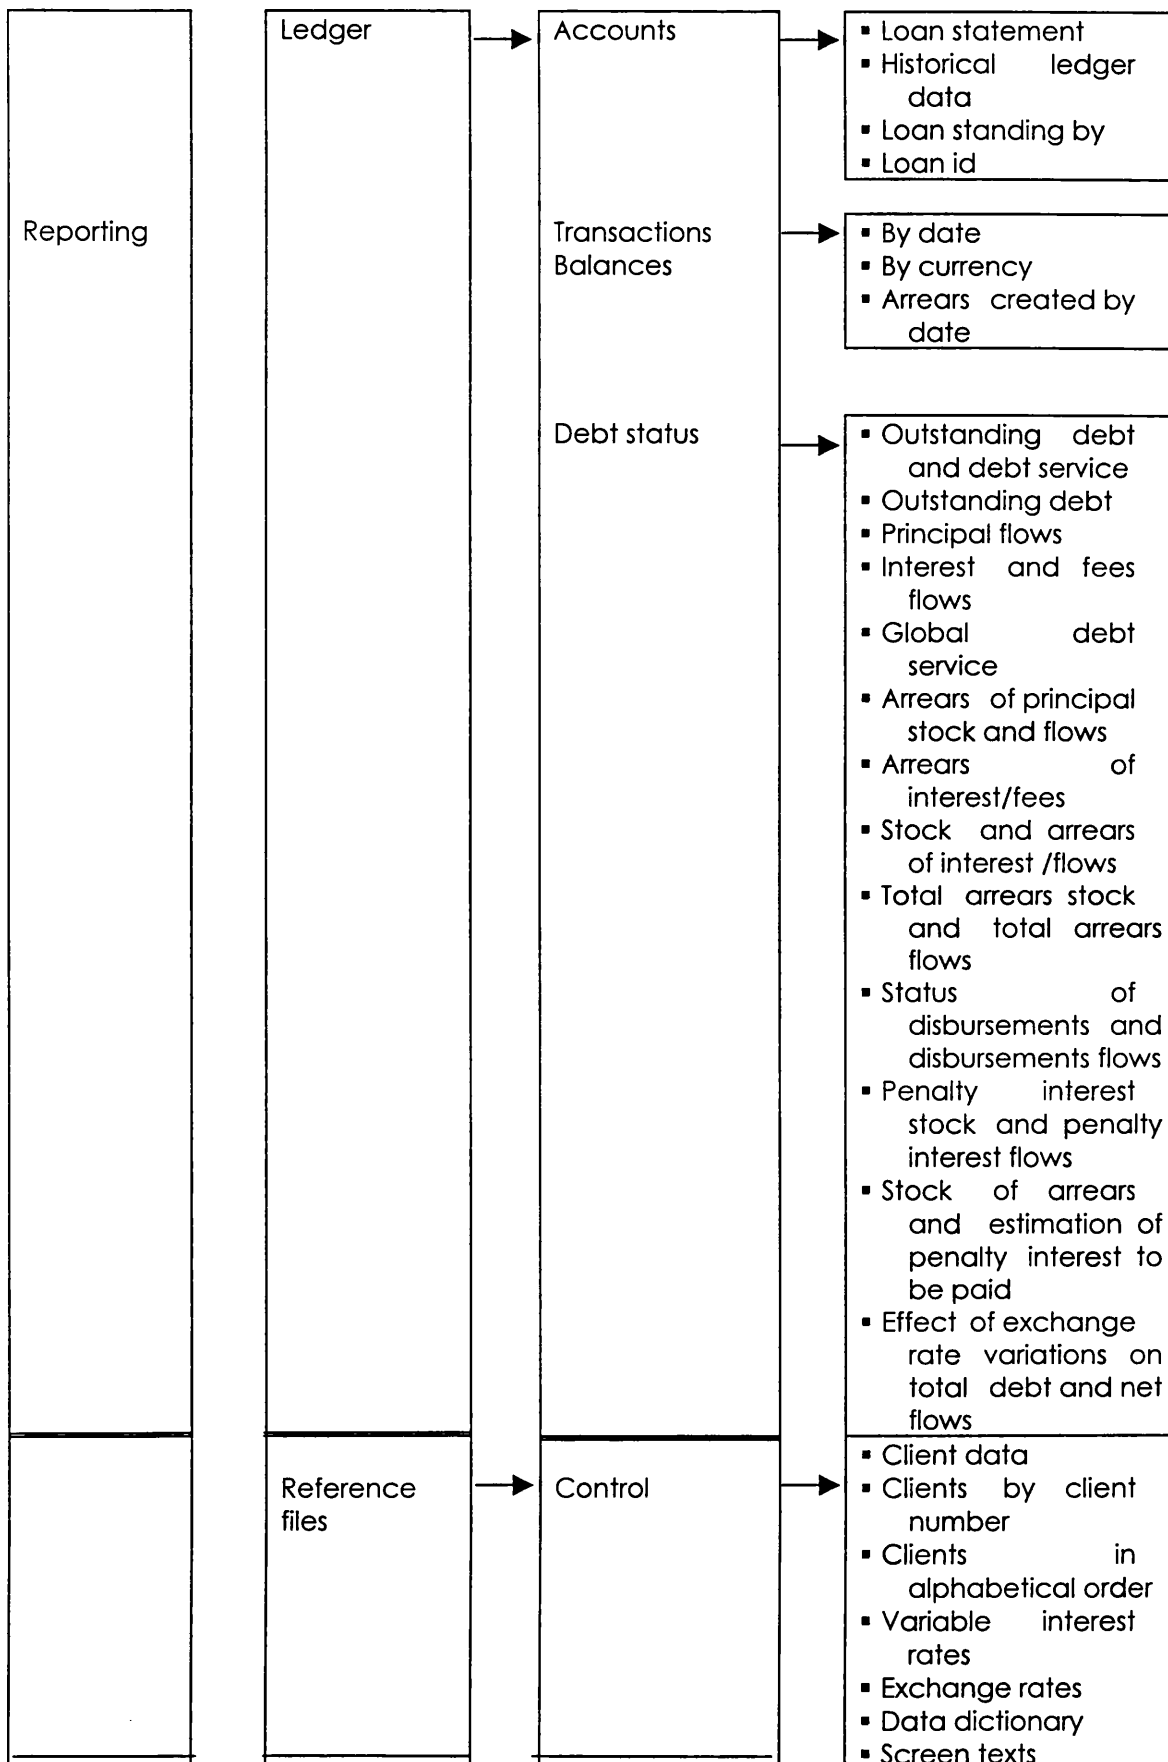 Reporting
Ledger
Accounts
▪ Loan statement
▪ Historical ledger
data
▪ Loan standing by
▪ Loan id
Transactions
Balances
▪ By date
▪ By currency
▪ Arrears created by
date
Debt status
▪ Outstanding debt
and debt service
▪ Outstanding debt
▪ Principal flows
▪ Interest and fees
flows
▪ Global debt
service
▪ Arrears of principal
stock and flows
▪ Arrears of
interest/fees
▪ Stock and arrears
of interest /flows
▪ Total arrears stock
and total arrears
flows
▪ Status of
disbursements and
disbursements flows
▪ Penalty interest
stock and penalty
interest flows
▪ Stock of arrears
and estimation of
penalty interest to
be paid
▪ Effect of exchange
rate variations on
total debt and net
flows
Reference
files
Control
▪ Client data
▪ Clients by client
number
▪ Clients in
alphabetical order
▪ Variable interest
rates
▪ Exchange rates
▪ Data dictionary
▪ Screen texts